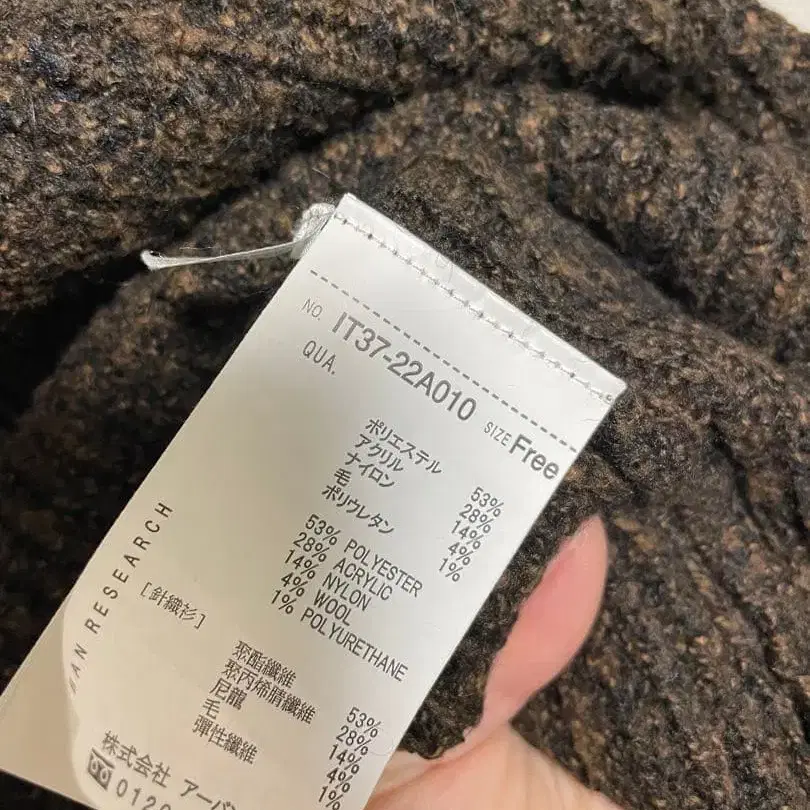 NO. IT37-22A010 SIZE Free
QUA.
ポリエステル 53%
アクリル 28%
ナイロン 14%
毛 4%
ポリウレタン 1%
53% POLYESTER
28% ACRYLIC
14% NYLON
4% WOOL
1% POLYURETHANE
[針織衫]
聚酯纖維 53%
聚丙烯腈纖維 28%
尼龍 14%
毛 4%
彈性纖維 1%
BAN RESEARCH
株式会社 アーバ
0120